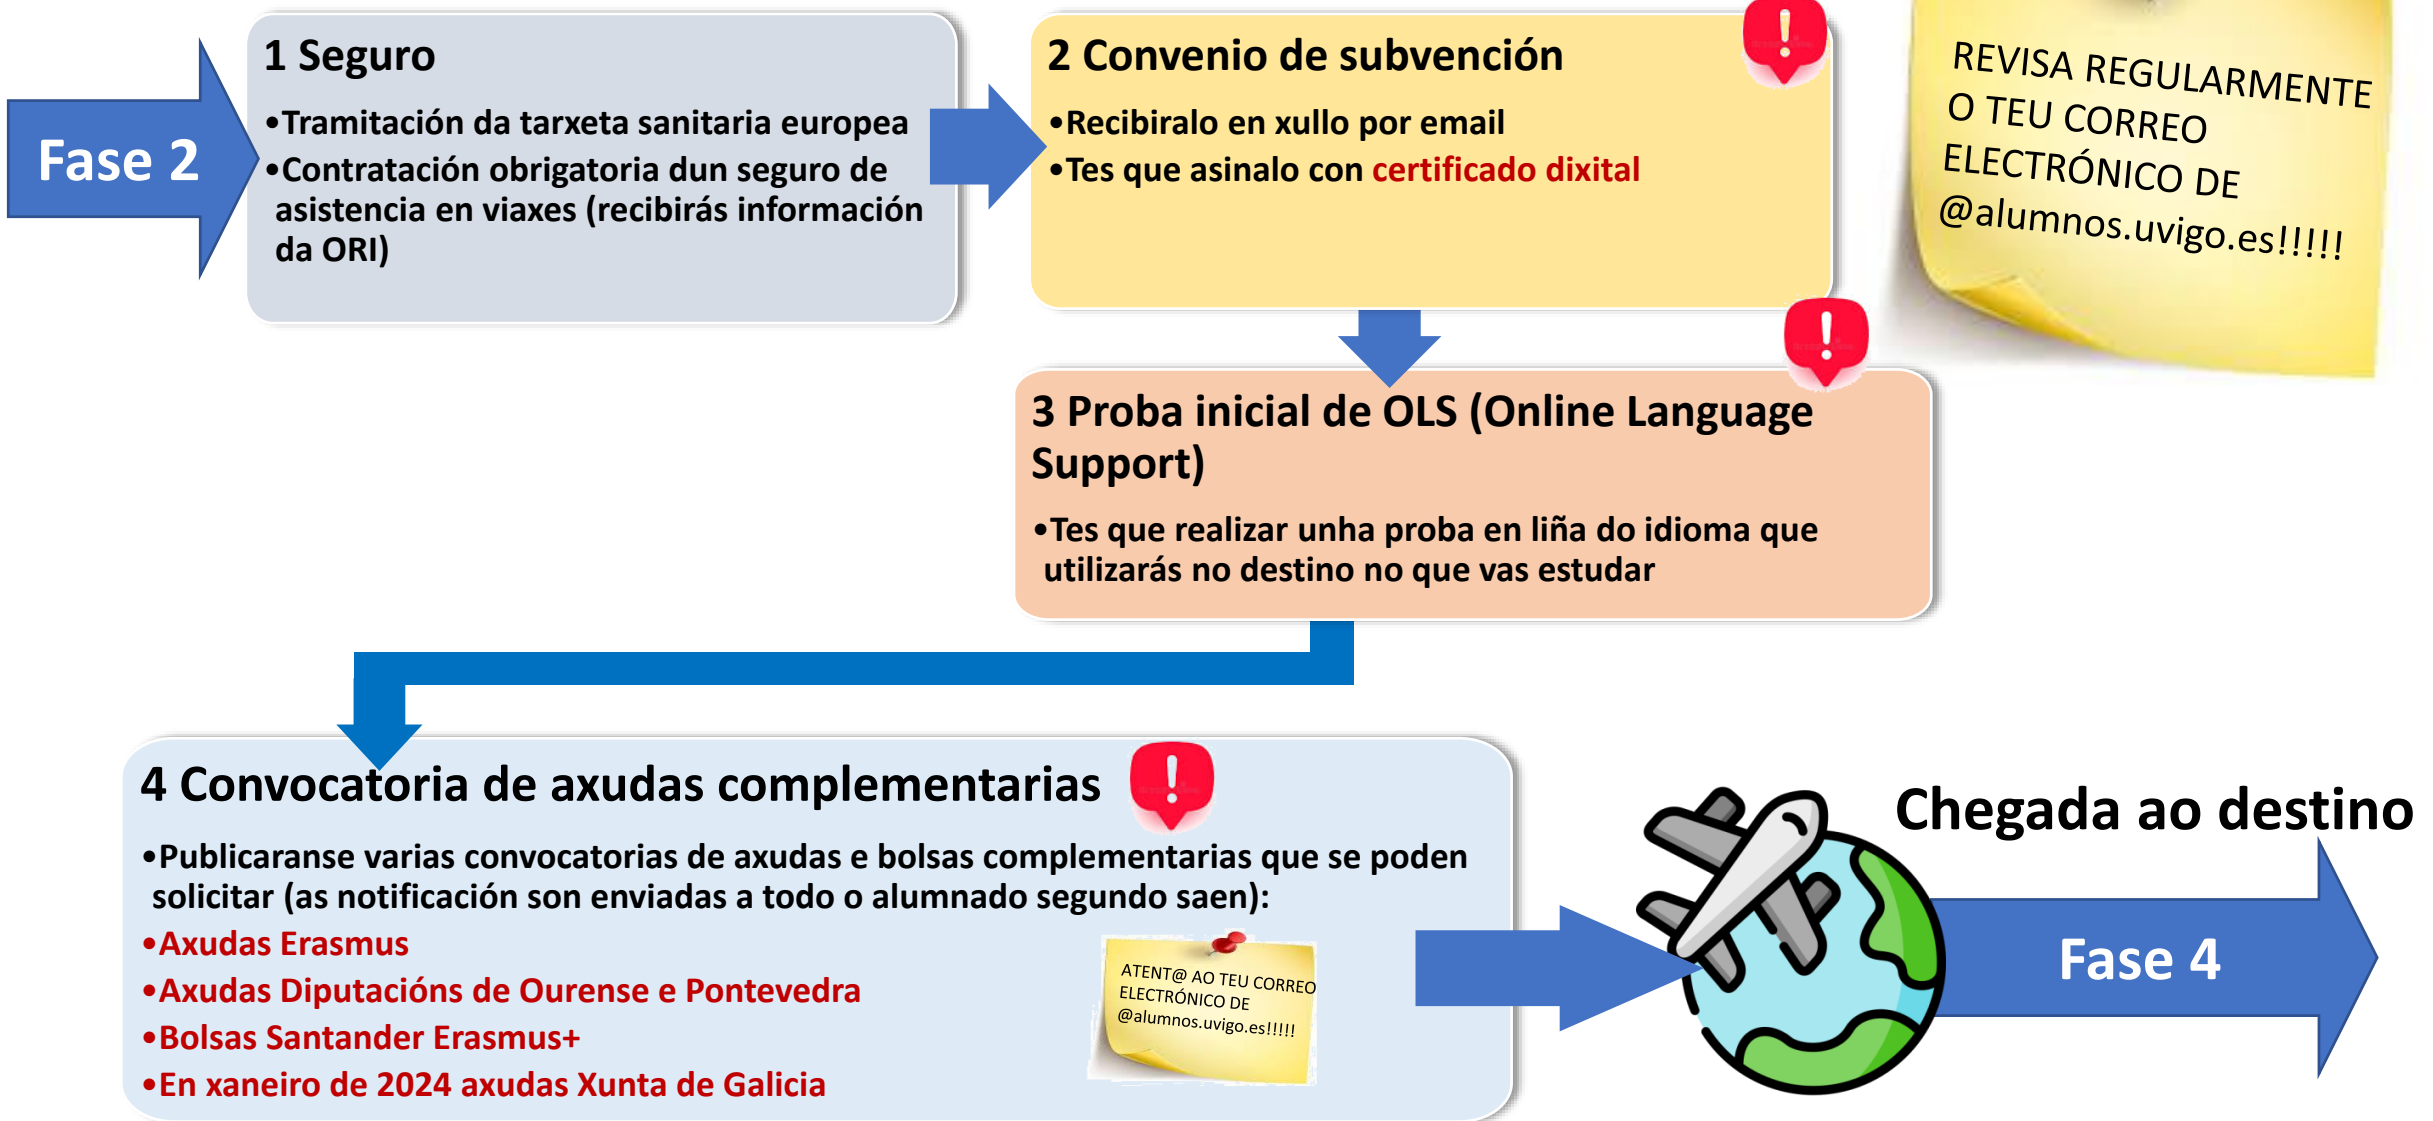 Fase 2
1 Seguro
•Tramitación da tarxeta sanitaria europea
•Contratación obrigatoria dun seguro de
asistencia en viaxes (recibirás información
da ORI)
2 Convenio de subvención
•Recibiralo en xullo por email
•Tes que asinalo con certificado dixital
REVISA REGULARMENTE
O TEU CORREO
ELECTRÓNICO DE
@alumnos.uvigo.es!!!!!
3 Proba inicial de OLS (Online Language
Support)
•Tes que realizar unha proba en liña do idioma que
utilizarás no destino no que vas estudar
4 Convocatoria de axudas complementarias
•Publicaranse varias convocatorias de axudas e bolsas complementarias que se poden
solicitar (as notificación son enviadas a todo o alumnado segundo saen):
•Axudas Erasmus
•Axudas Diputacións de Ourense e Pontevedra
•Bolsas Santander Erasmus+
•En xaneiro de 2024 axudas Xunta de Galicia
ATENT@ AO TEU CORREO
ELECTRÓNICO DE
@alumnos.uvigo.es!!!!!
Chegada ao destino
Fase 4